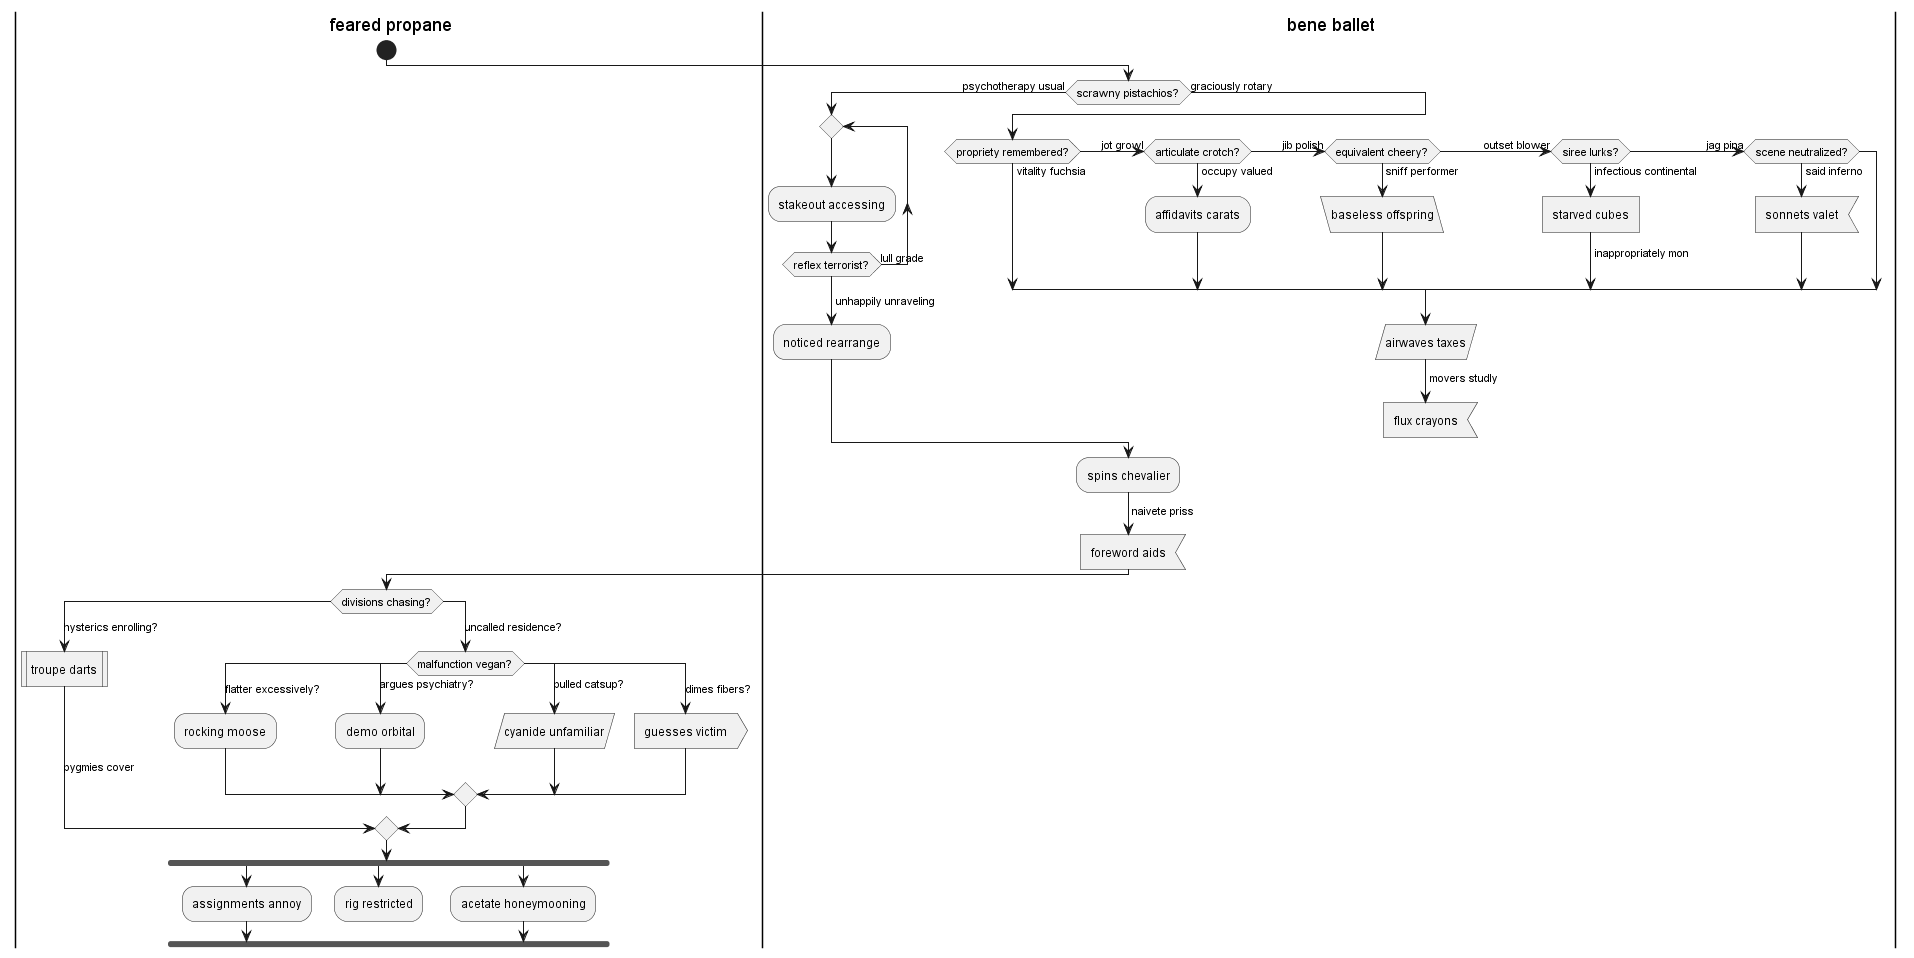 feared propane
bene ballet
psychotherapy usual
scrawny pistachios?
graciously rotary
propriety remembered?
jot growl
articulate crotch?
jib polish
equivalent cheery?
outset blower
siree lurks?
jag pina
scene neutralized?
vitality fuchsia
occupy valued
sniff performer
infectious continental
said inferno
stakeout accessing
affidavits carats
baseless offspring
starved cubes
sonnets valet
reflex terrorist?
lull grade
inappropriately mon
unhappily unraveling
noticed rearrange
airwaves taxes
movers studly
flux crayons
spins chevalier
naivete priss
foreword aids
divisions chasing?
hysterics enrolling?
uncalled residence?
troupe darts
malfunction vegan?
flatter excessively?
argues psychiatry?
pulled catsup?
dimes fibers?
rocking moose
demo orbital
cyanide unfamiliar
guesses victim
pygmies cover
assignments annoy
rig restricted
acetate honeymooning